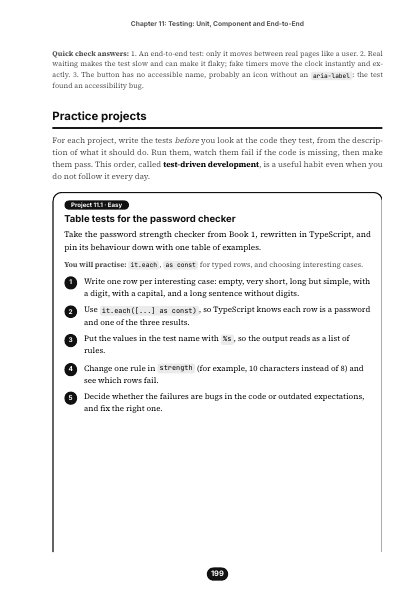 Chapter 11: Testing: Unit, Component and End-to-End
Quick check answers: 1. An end-to-end test: only it moves between real pages like a user. 2. Real
waiting makes the test slow and can make it flaky; fake timers move the clock instantly and ex-
actly. 3. The button has no accessible name, probably an icon without an aria-label: the test
found an accessibility bug.
Practice projects
For each project, write the tests before you look at the code they test, from the descrip-
tion of what it should do. Run them, watch them fail if the code is missing, then make
them pass. This order, called test-driven development, is a useful habit even when you
do not follow it every day.
Project 11.1 · Easy
Table tests for the password checker
Take the password strength checker from Book 1, rewritten in TypeScript, and
pin its behaviour down with one table of examples.
You will practise: it.each, as const for typed rows, and choosing interesting cases.
1 Write one row per interesting case: empty, very short, long but simple, with
a digit, with a capital, and a long sentence without digits.
2 Use it.each([...] as const), so TypeScript knows each row is a password
and one of the three results.
3 Put the values in the test name with %s, so the output reads as a list of
rules.
4 Change one rule in strength (for example, 10 characters instead of 8) and
see which rows fail.
5 Decide whether the failures are bugs in the code or outdated expectations,
and fix the right one.
199